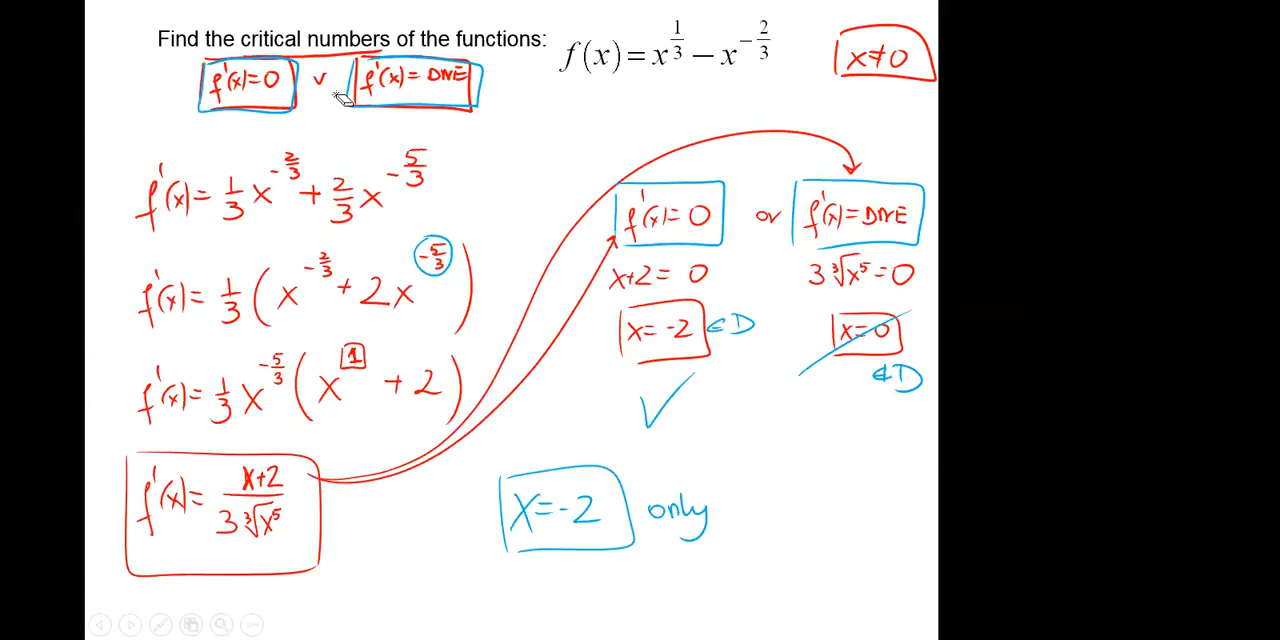 Find the critical numbers of the functions: f(x) = x^{1/3} − x^{-2/3}
x≠0
f'(x)=0 v f'(x)=DNE
f'(x)= 1/3 x^{-2/3} + 2/3 x^{-5/3}
f'(x)= 1/3 ( x^{-2/3} + 2x^{-5/3} )
f'(x)= 1/3 x^{-5/3} ( x^{1} + 2 )
f'(x)= (x+2)/(3∛x⁵)
f'(x)=0 or f'(x)=DNE
x+2=0
x=-2 ∈D
3∛x⁵=0
x=0
∉D
x=-2 only